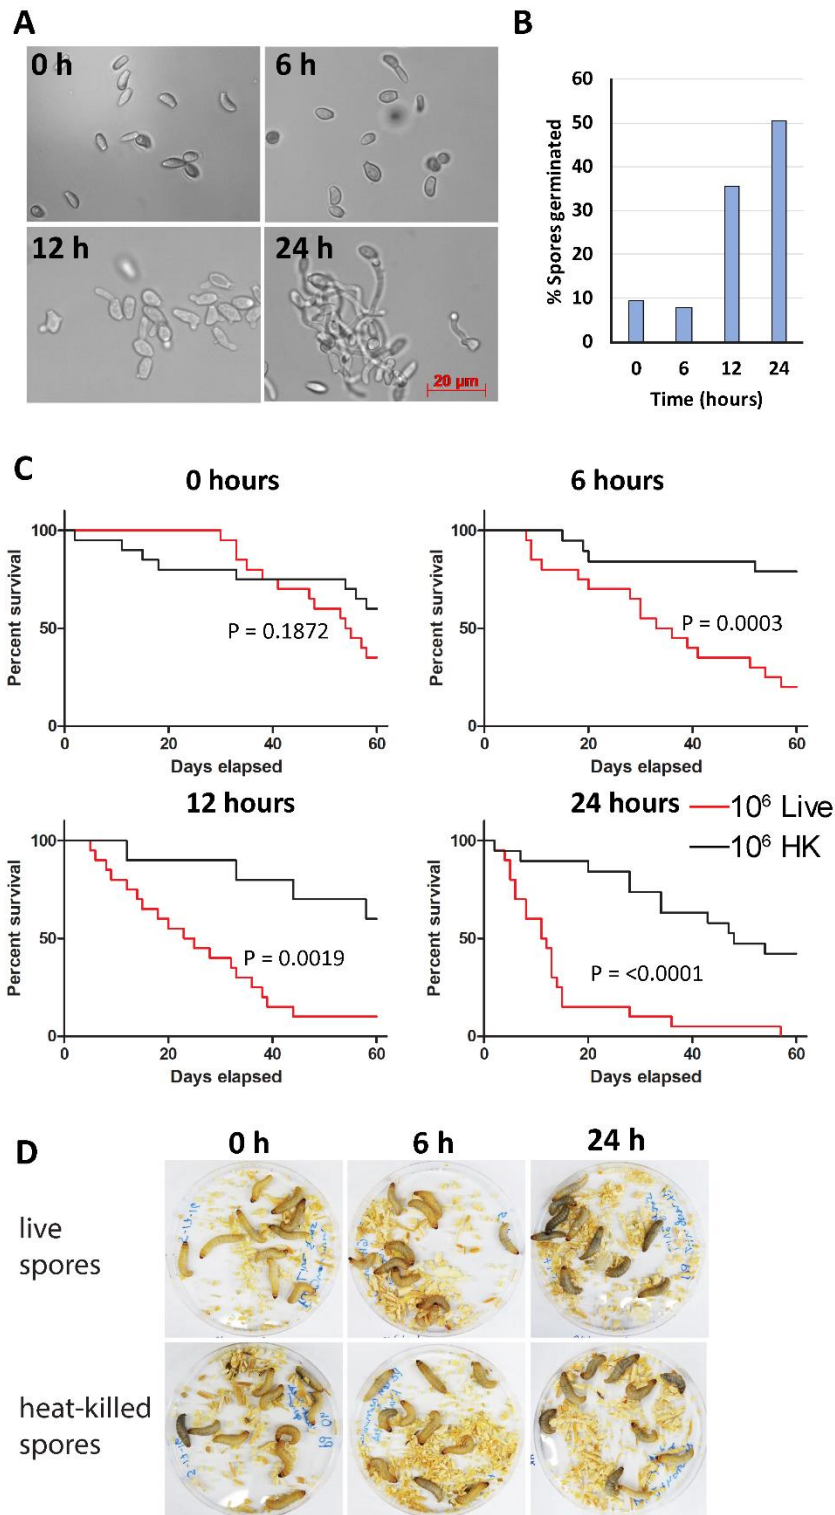 A
0 h
6 h
12 h
24 h
20 µm
B
60
50
40
30
20
10
0
% Spores germinated
0 6 12 24
Time (hours)
C
0 hours
100
50
0
Percent survival
P = 0.1872
0 20 40 60
Days elapsed
6 hours
100
50
0
Percent survival
P = 0.0003
0 20 40 60
Days elapsed
12 hours
100
50
0
Percent survival
P = 0.0019
0 20 40 60
Days elapsed
24 hours
10⁶ Live
10⁶ HK
100
50
0
Percent survival
P = <0.0001
0 20 40 60
Days elapsed
D
0 h 6 h 24 h
live
spores
heat-killed
spores